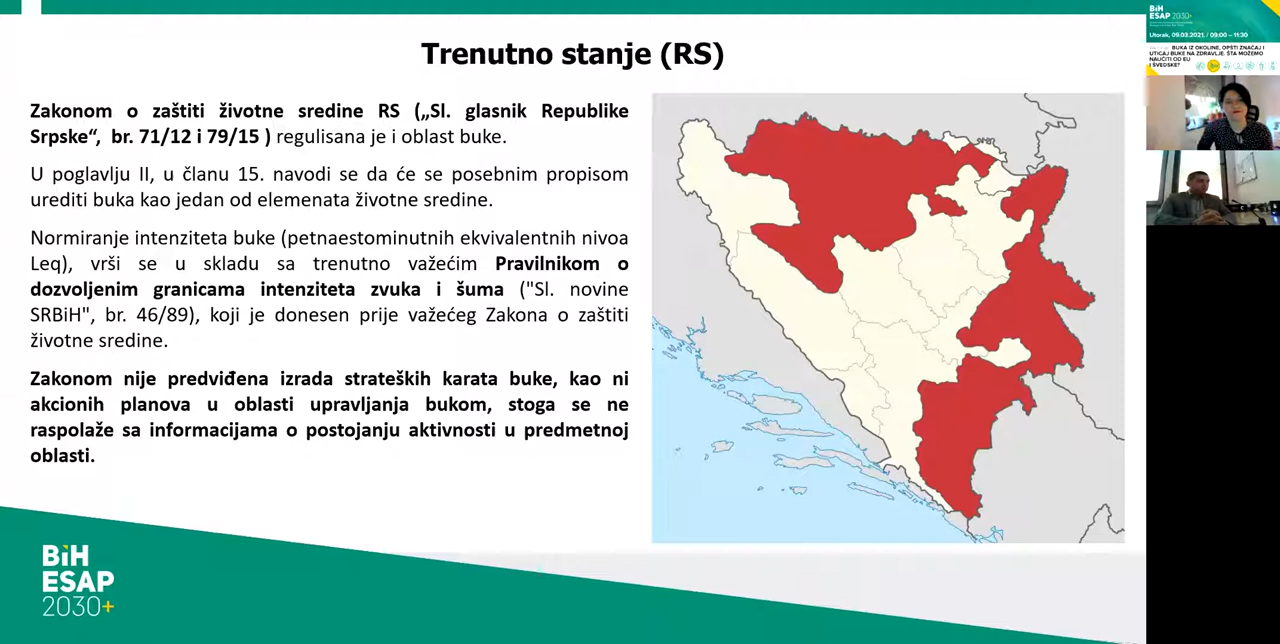 Trenutno stanje (RS)
Zakonom o zaštiti životne sredine RS („Sl. glasnik Republike
Srpske“, br. 71/12 i 79/15 ) regulisana je i oblast buke.
U poglavlju II, u članu 15. navodi se da će se posebnim propisom
urediti buka kao jedan od elemenata životne sredine.
Normiranje intenziteta buke (petnaestominutnih ekvivalentnih nivoa
Leq), vrši se u skladu sa trenutno važećim Pravilnikom o
dozvoljenim granicama intenziteta zvuka i šuma ("Sl. novine
SRBiH", br. 46/89), koji je donesen prije važećeg Zakona o zaštiti
životne sredine.
Zakonom nije predviđena izrada strateških karata buke, kao ni
akcionih planova u oblasti upravljanja bukom, stoga se ne
raspolaže sa informacijama o postojanju aktivnosti u predmetnoj
oblasti.
BiH
ESAP
2030+
BiH
ESAP 2030+
Utorak, 09.03.2021. / 09:00 – 11:30
BUKA IZ OKOLINE, OPŠTI ZNAČAJ I
UTICAJ BUKE NA ZDRAVLJE. ŠTA MOŽEMO
NAUČITI OD EU
I ŠVEDSKE?